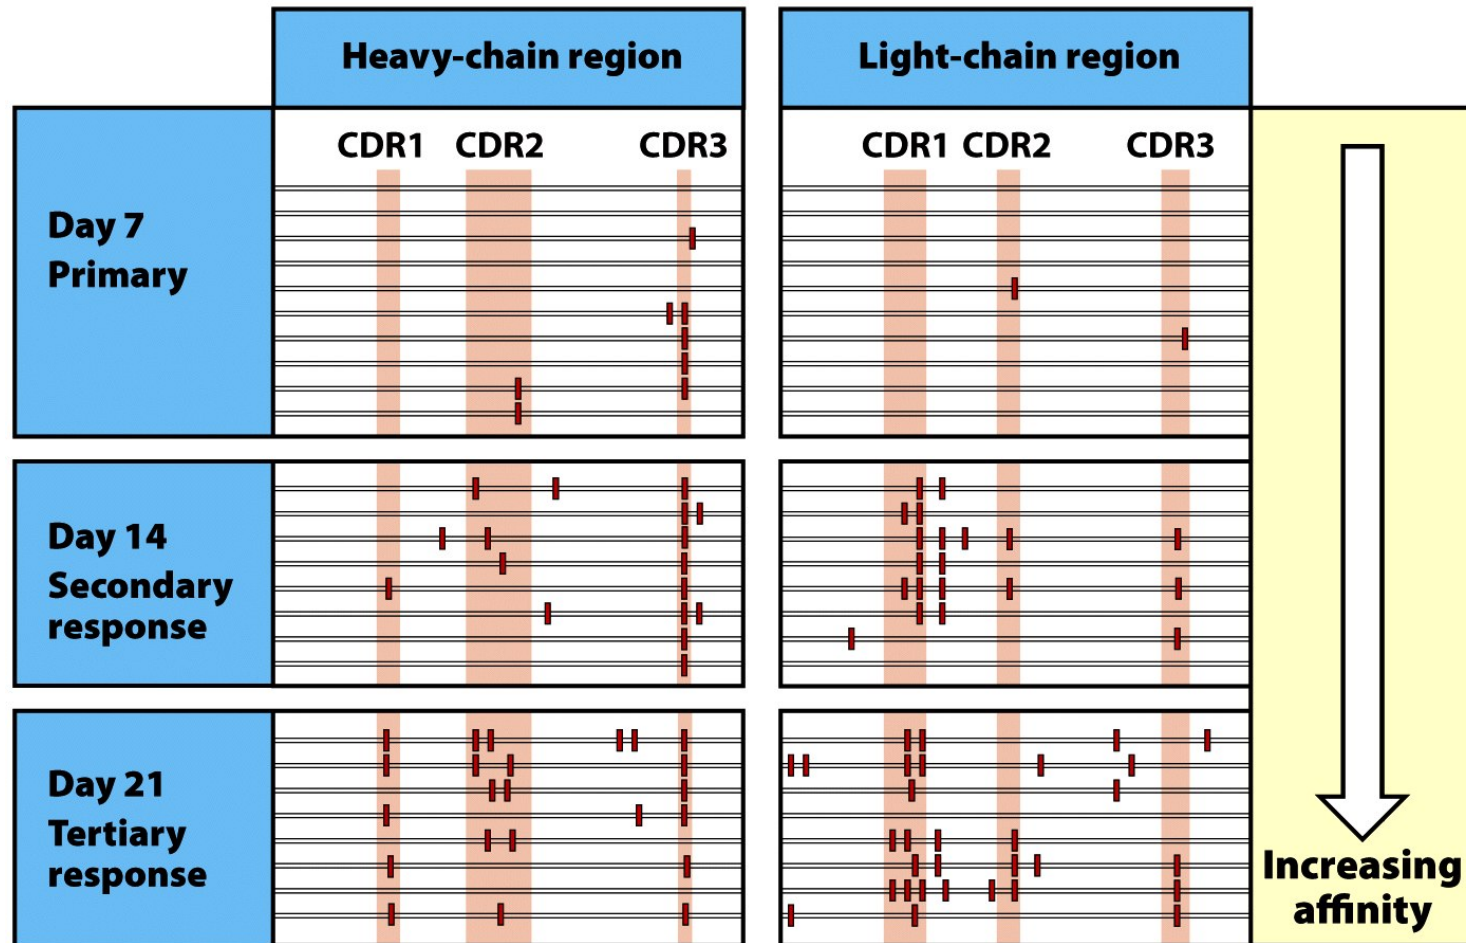 Heavy-chain region
Light-chain region
CDR1 CDR2 CDR3
CDR1 CDR2 CDR3
Day 7
Primary
Day 14
Secondary
response
Day 21
Tertiary
response
Increasing
affinity